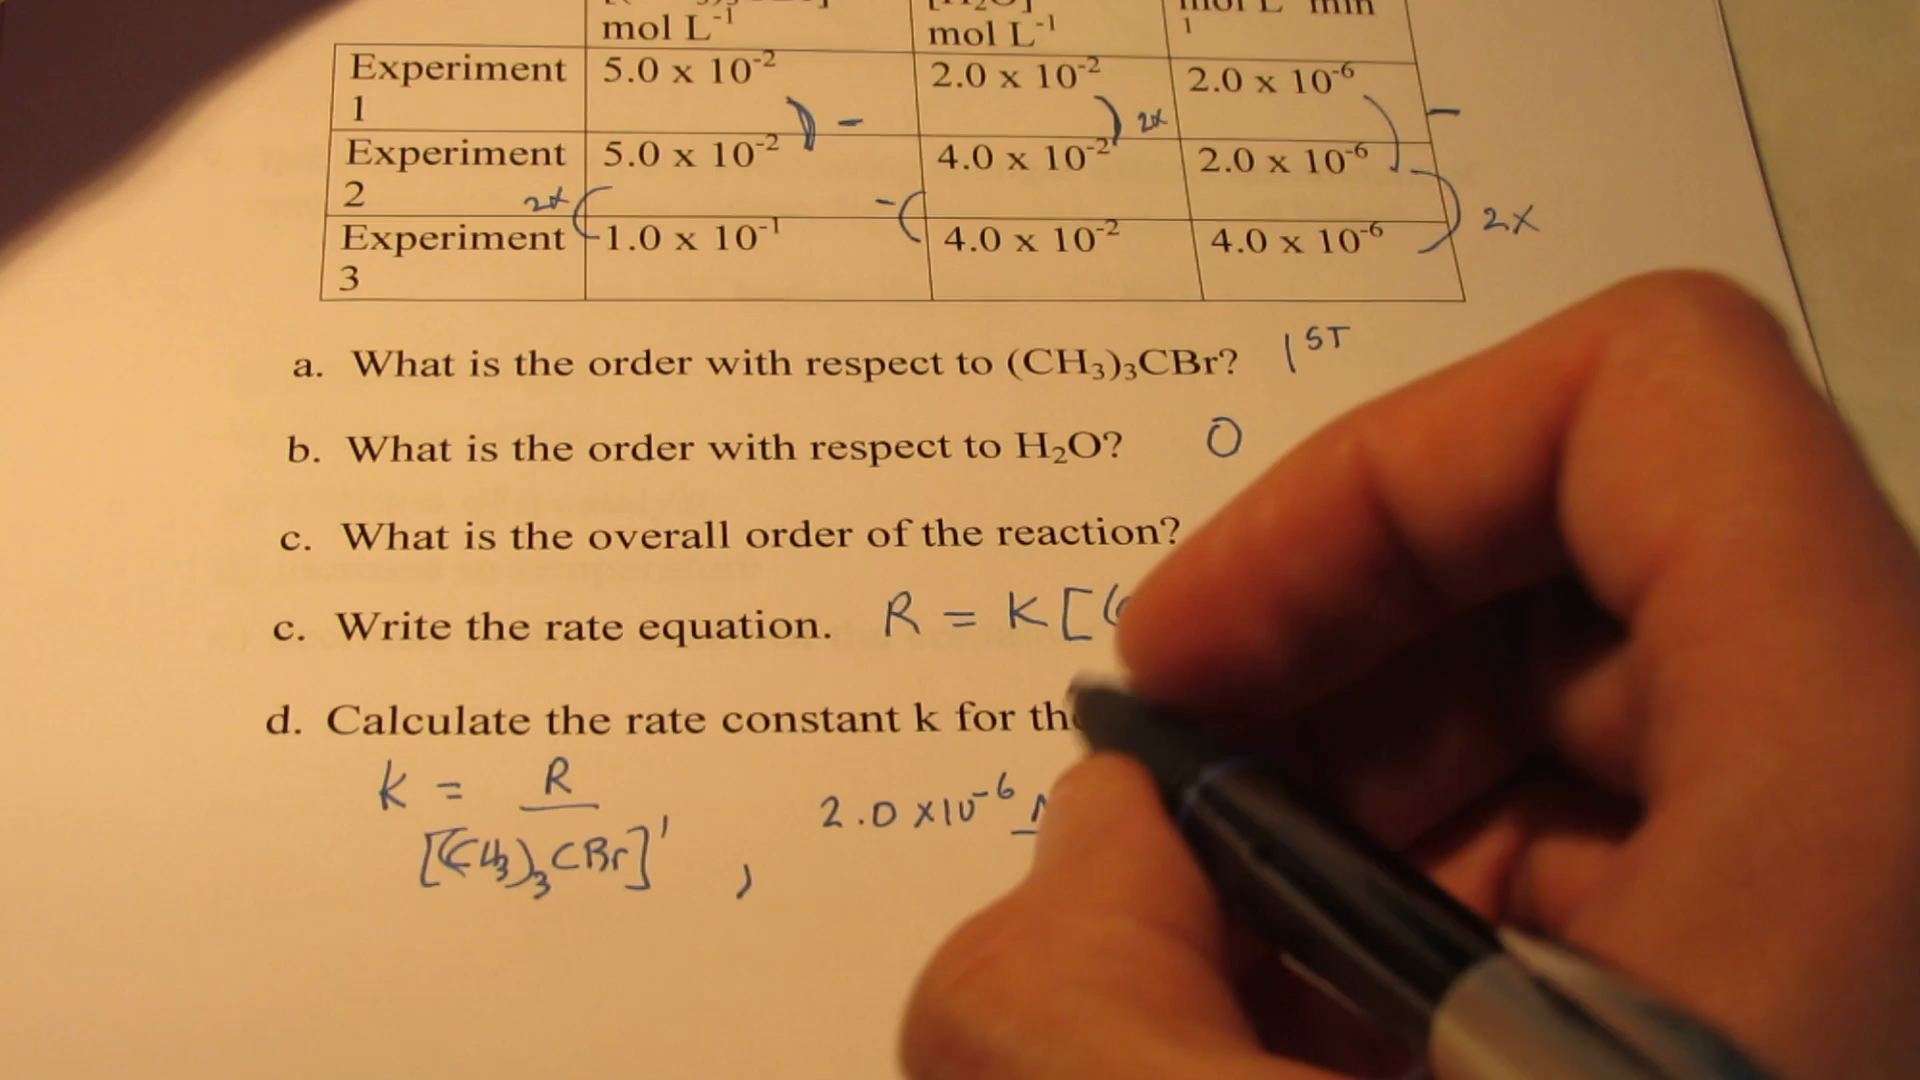 mol L⁻¹ mol L⁻¹ 1
Experiment 1 5.0 x 10⁻² 2.0 x 10⁻² 2.0 x 10⁻⁶
– 2x –
Experiment 2 5.0 x 10⁻² 4.0 x 10⁻² 2.0 x 10⁻⁶
2x – 2x
Experiment 3 1.0 x 10⁻¹ 4.0 x 10⁻² 4.0 x 10⁻⁶
a. What is the order with respect to (CH₃)₃CBr? 1ST
b. What is the order with respect to H₂O? 0
c. What is the overall order of the reaction?
c. Write the rate equation. R = K [(
d. Calculate the rate constant k for
k = R
[(CH₃)₃CBr]¹ , 2.0 x10⁻⁶